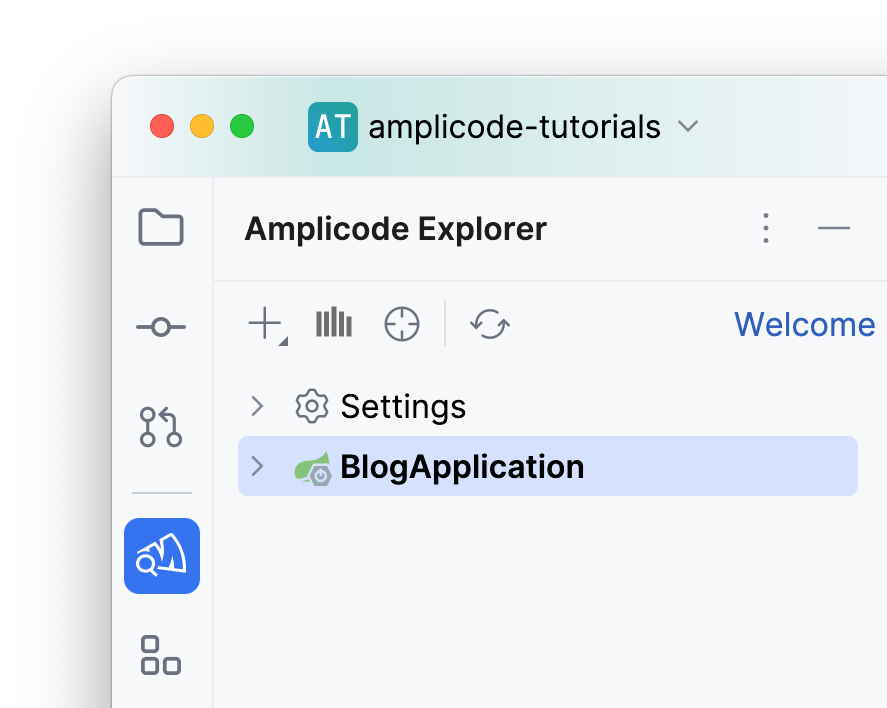 AT amplicode-tutorials
Amplicode Explorer
Welcome
Settings
BlogApplication